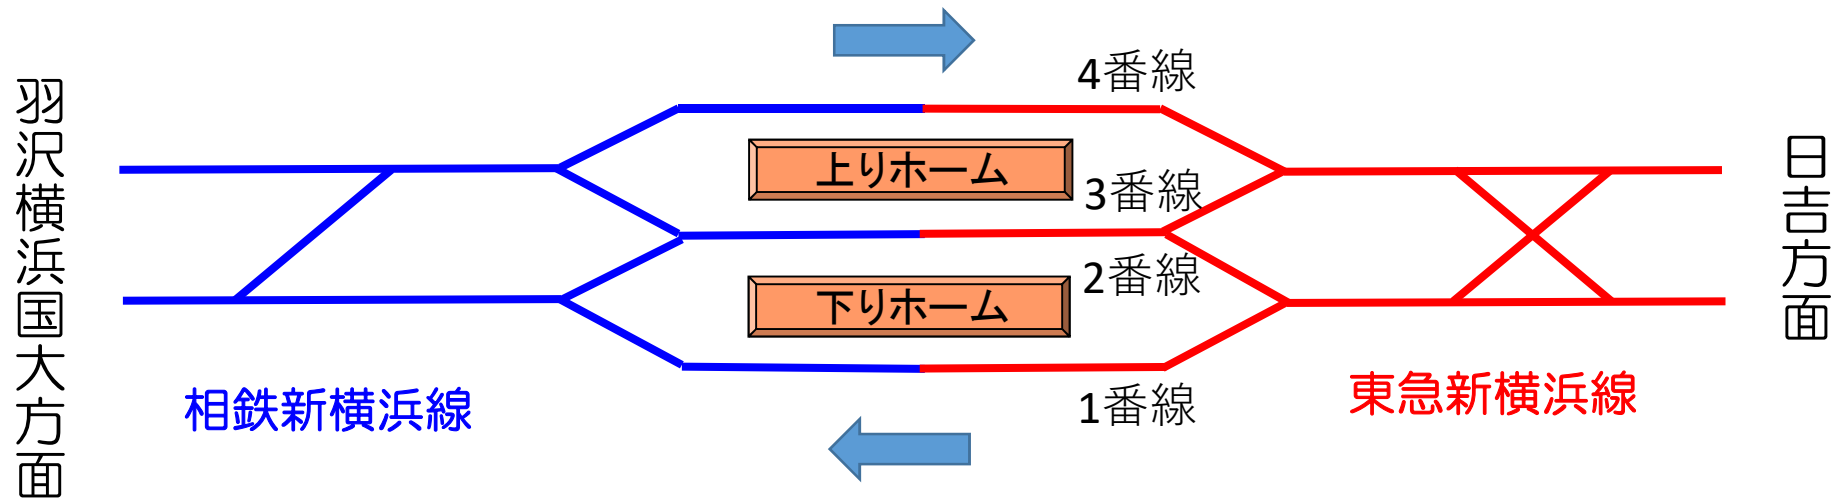 羽沢横浜国大方面
4番線
上りホーム
3番線
2番線
下りホーム
1番線
相鉄新横浜線
東急新横浜線
日吉方面